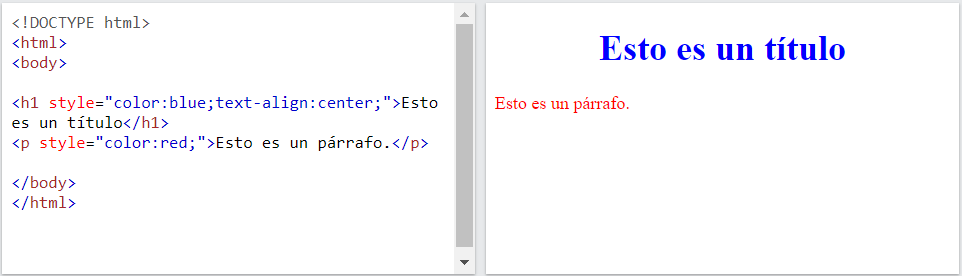 <!DOCTYPE html>
<html>
<body>
<h1 style="color:blue;text-align:center;">Esto
es un título</h1>
<p style="color:red;">Esto es un párrafo.</p>
</body>
</html>
Esto es un título
Esto es un párrafo.